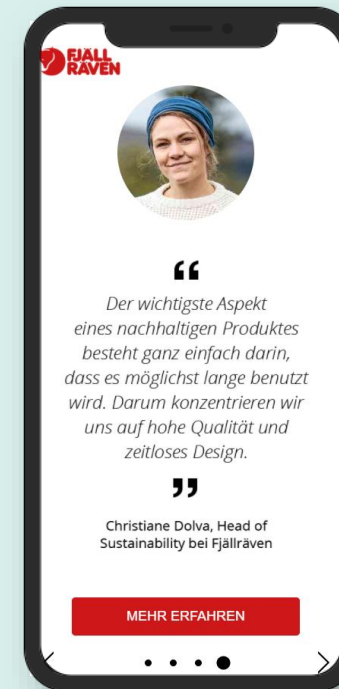 FJÄLL
RÄVEN
“
Der wichtigste Aspekt
eines nachhaltigen Produktes
besteht ganz einfach darin,
dass es möglichst lange benutzt
wird. Darum konzentrieren wir
uns auf hohe Qualität und
zeitloses Design.
”
Christiane Dolva, Head of
Sustainability bei Fjällräven
MEHR ERFAHREN